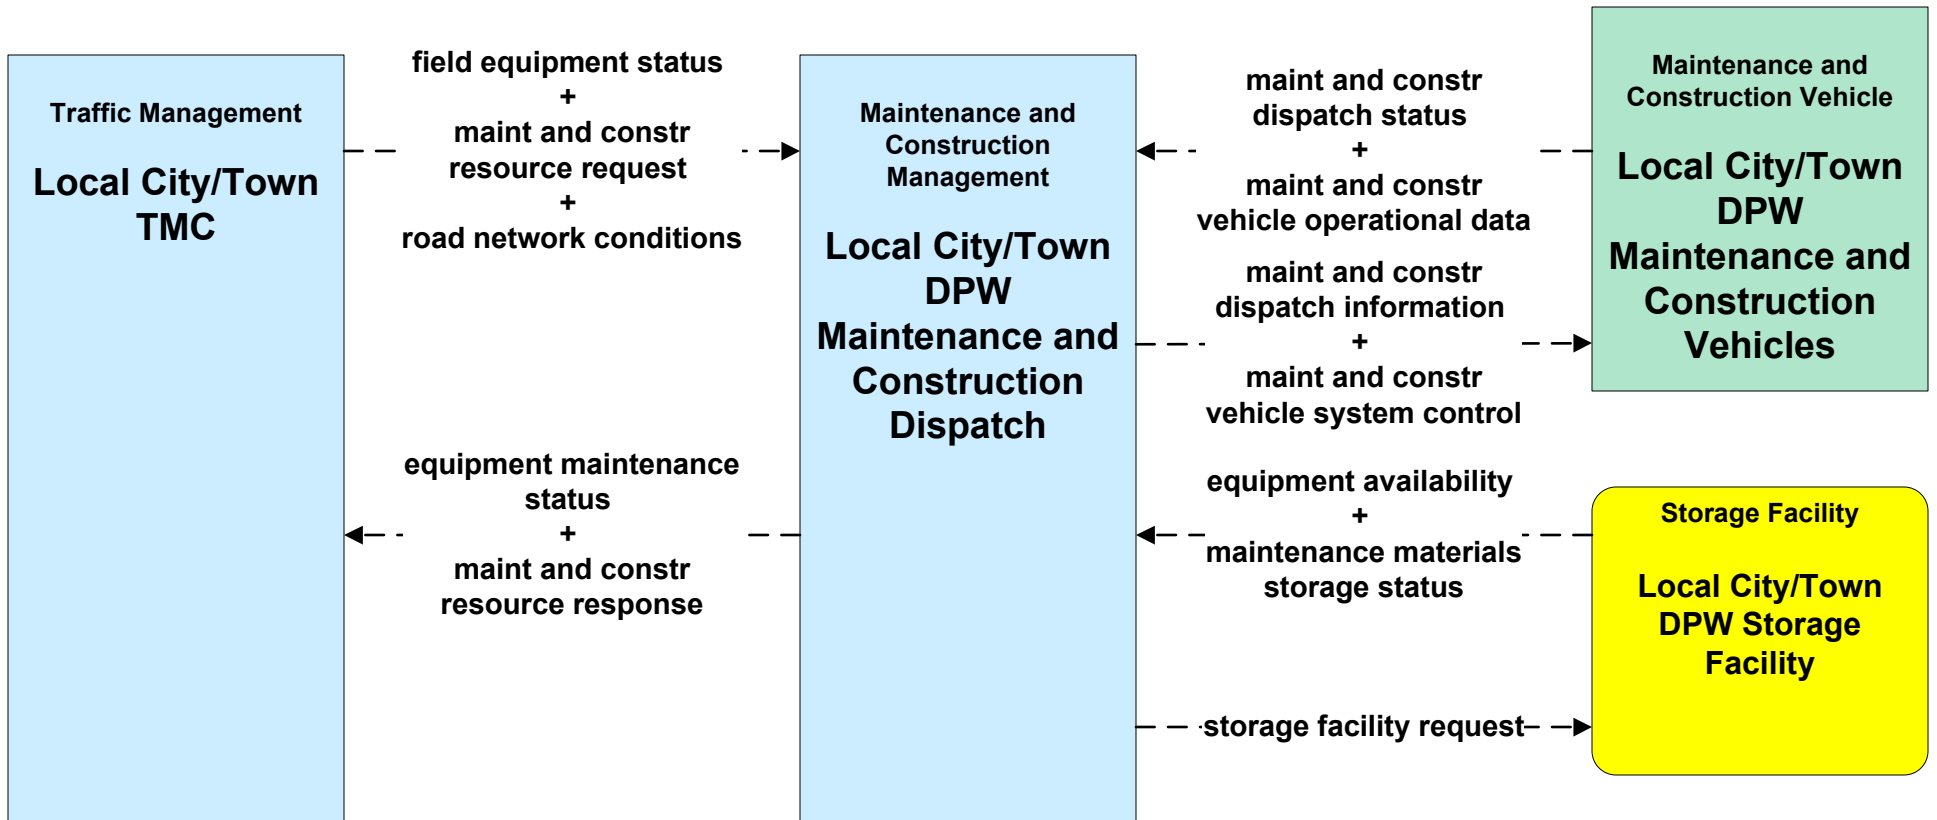 Traffic Management
Local City/Town
TMC
field equipment status
+
maint and constr
resource request
+
road network conditions
equipment maintenance
status
+
maint and constr
resource response
Maintenance and
Construction
Management
Local City/Town
DPW
Maintenance and
Construction
Dispatch
maint and constr
dispatch status
+
maint and constr
vehicle operational data
maint and constr
dispatch information
+
maint and constr
vehicle system control
equipment availability
+
maintenance materials
storage status
storage facility request
Maintenance and
Construction Vehicle
Local City/Town
DPW
Maintenance and
Construction
Vehicles
Storage Facility
Local City/Town
DPW Storage
Facility